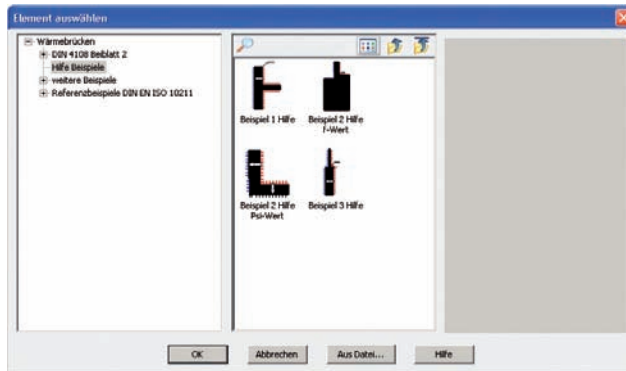 Element auswählen
Wärmebrücken
DIN 4108 Beiblatt 2
Hilfe Beispiele
weitere Beispiele
Referenzbeispiele DIN EN ISO 10211
Beispiel 1 Hilfe
Beispiel 2 Hilfe
f-Wert
Beispiel 2 Hilfe
Psi-Wert
Beispiel 3 Hilfe
OK
Abbrechen
Aus Datei...
Hilfe